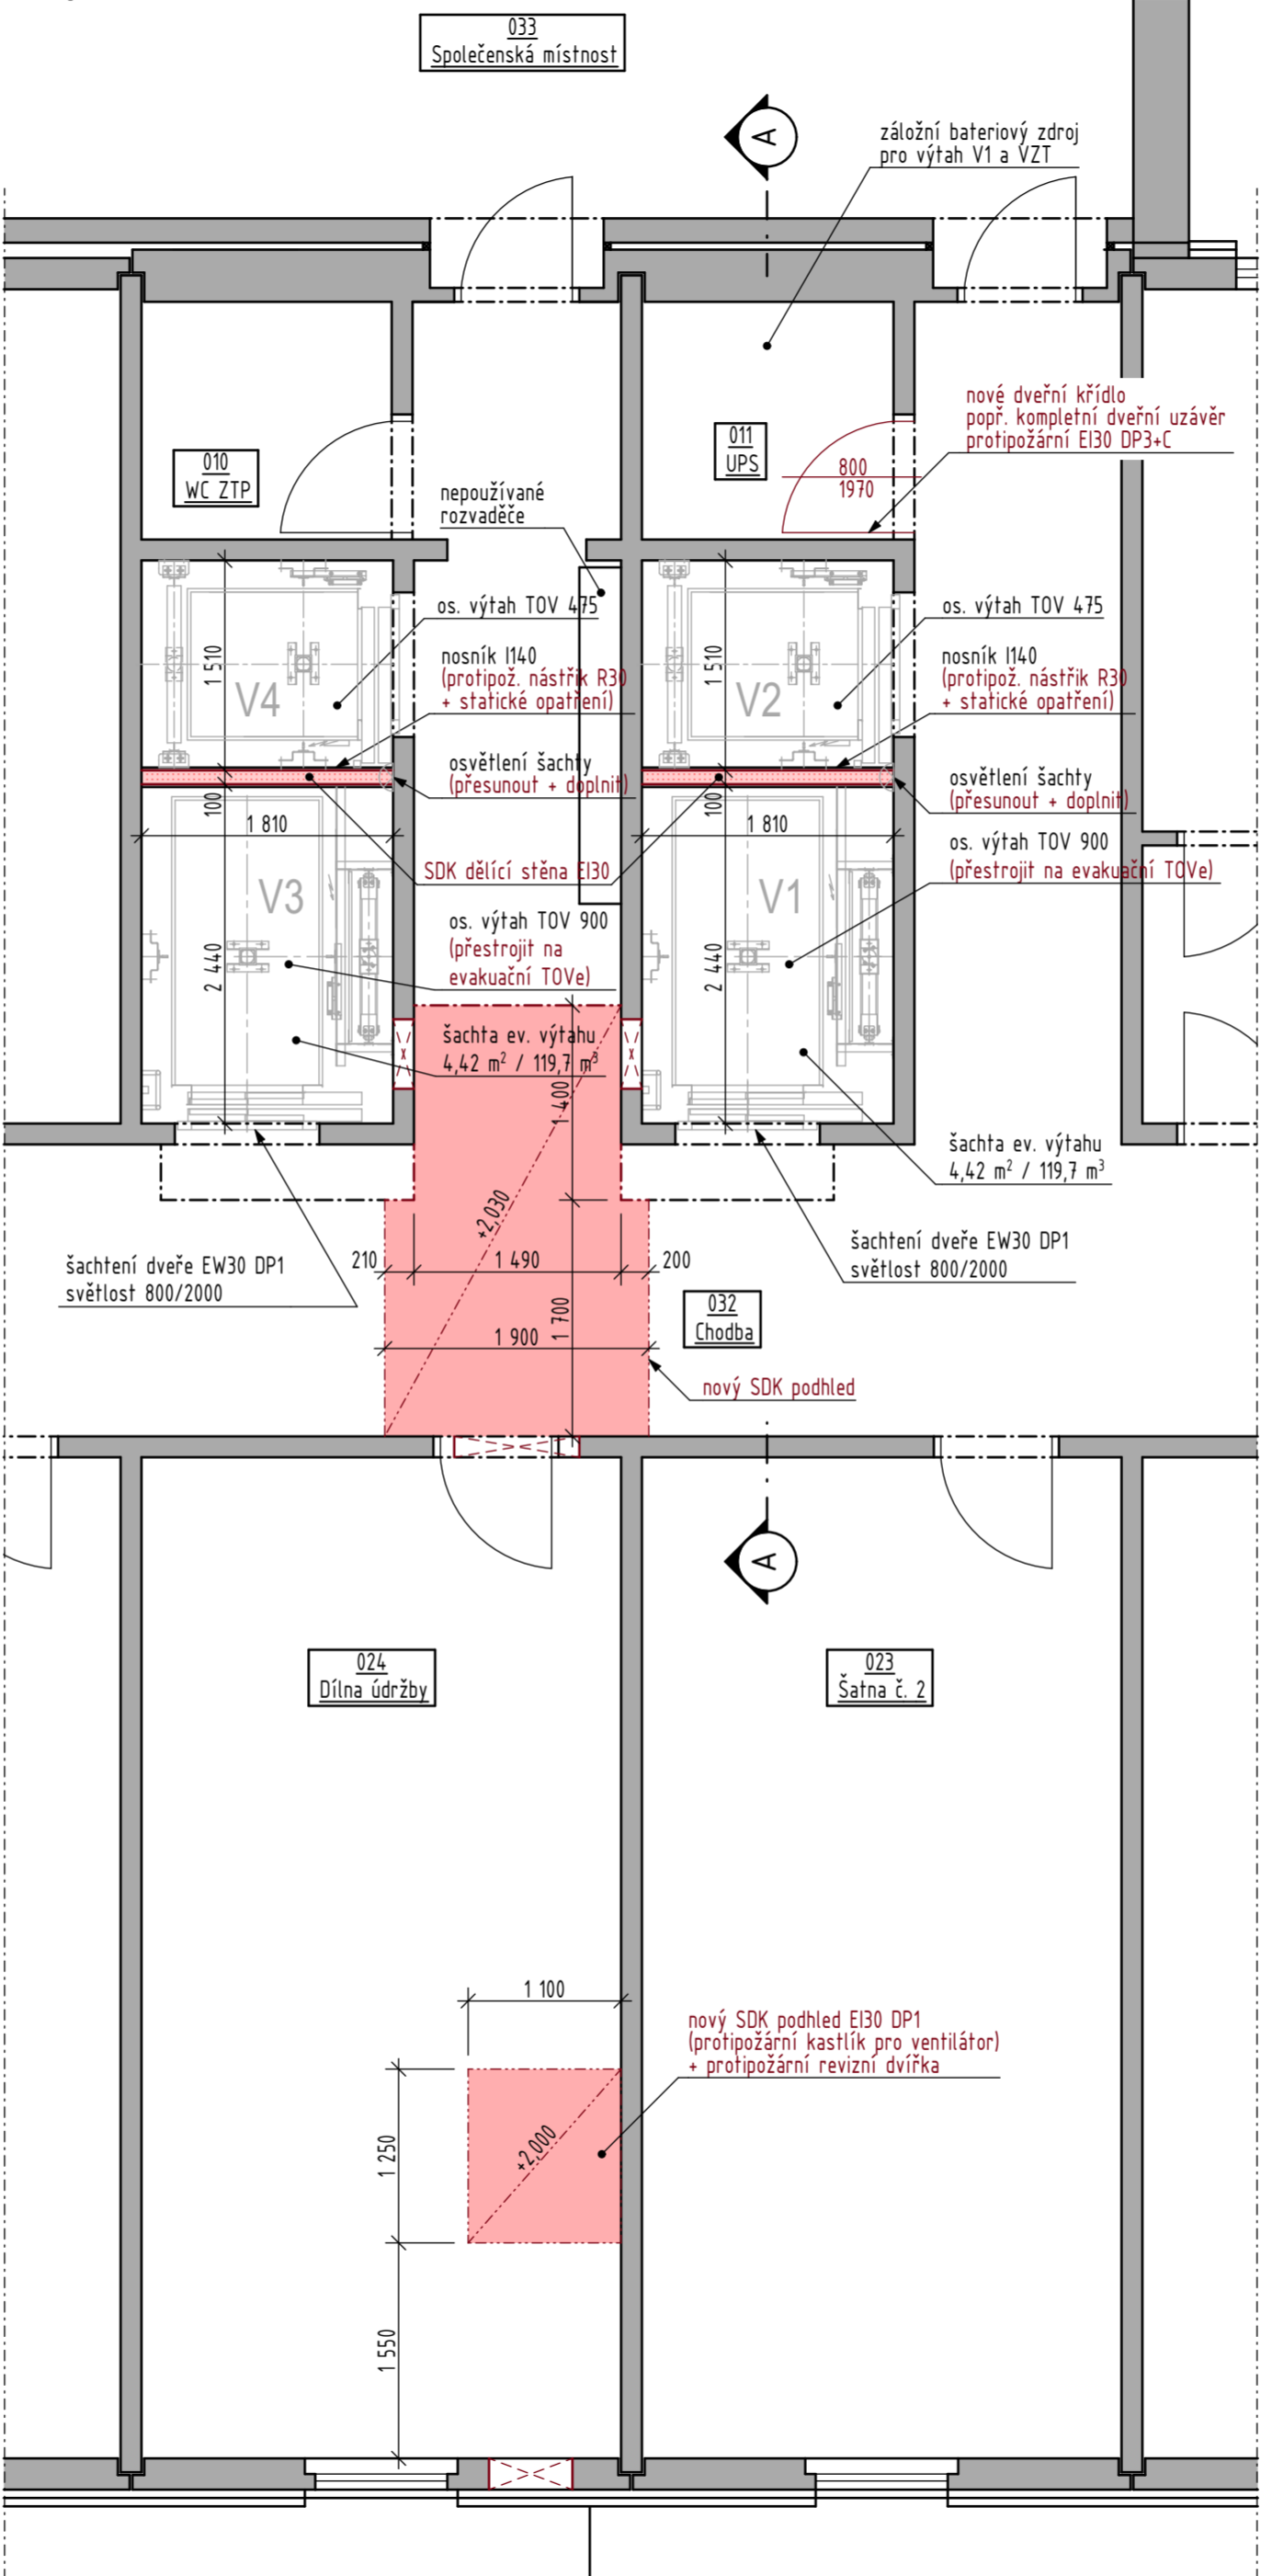 033
Společenská místnost
A
záložní bateriový zdroj
pro výtah V1 a VZT
nové dveřní křídlo
popř. kompletní dveřní uzávěr
protipožární EI30 DP3+C
011
UPS
800
1970
010
WC ZTP
nepoužívané
rozvaděče
os. výtah TOV 475
os. výtah TOV 475
1 510
V4
nosník I140
(protipož. nástřik R30
+ statické opatření)
1 510
V2
nosník I140
(protipož. nástřik R30
+ statické opatření)
osvětlení šachty
(přesunout + doplnit)
osvětlení šachty
(přesunout + doplnit)
100
1 810
100
1 810
SDK dělící stěna EI30
os. výtah TOV 900
(přestrojit na evakuační TOVe)
V3
V1
os. výtah TOV 900
(přestrojit na
evakuační TOVe)
2 440
2 440
šachta ev. výtahu
4,42 m² / 119,7 m³
1 400
šachta ev. výtahu
4,42 m² / 119,7 m³
+2,030
šachtení dveře EW30 DP1
světlost 800/2000
210
1 490
200
šachtení dveře EW30 DP1
světlost 800/2000
1 900
1 700
032
Chodba
nový SDK podhled
A
024
Dílna údržby
023
Šatna č. 2
1 100
nový SDK podhled EI30 DP1
(protipožární kastlík pro ventilátor)
+ protipožární revizní dvířka
1 250
+2,000
1 550